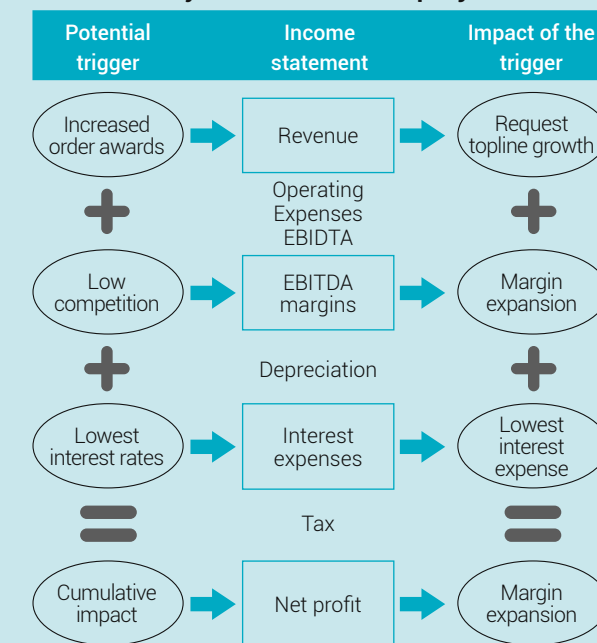 Potential
trigger
Income
statement
Impact of the
trigger
Increased
order awards
Revenue
Request
topline growth
Operating
Expenses
EBIDTA
Low
competition
EBITDA
margins
Margin
expansion
Depreciation
Lowest
interest rates
Interest
expenses
Lowest
interest
expense
Tax
Cumulative
impact
Net profit
Margin
expansion